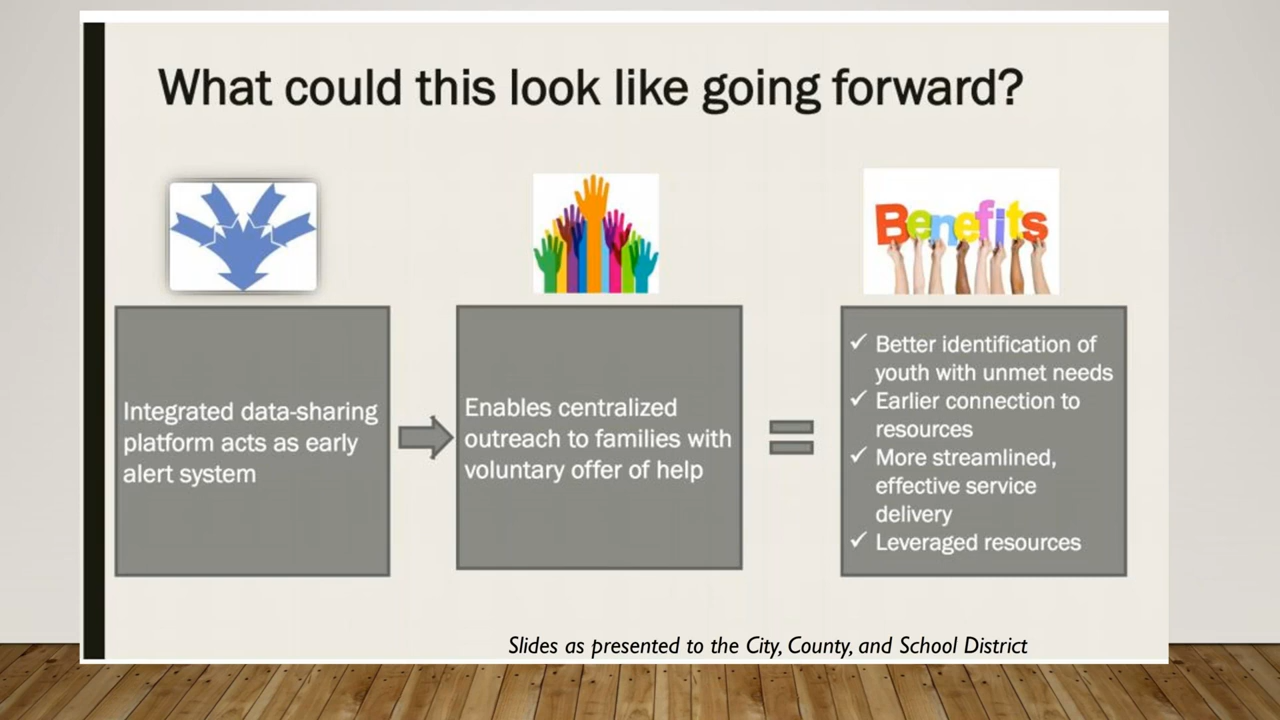 What could this look like going forward?
Benefits
Integrated data-sharing
platform acts as early
alert system
Enables centralized
outreach to families with
voluntary offer of help
✓ Better identification of
youth with unmet needs
✓ Earlier connection to
resources
✓ More streamlined,
effective service
delivery
✓ Leveraged resources
Slides as presented to the City, County, and School District